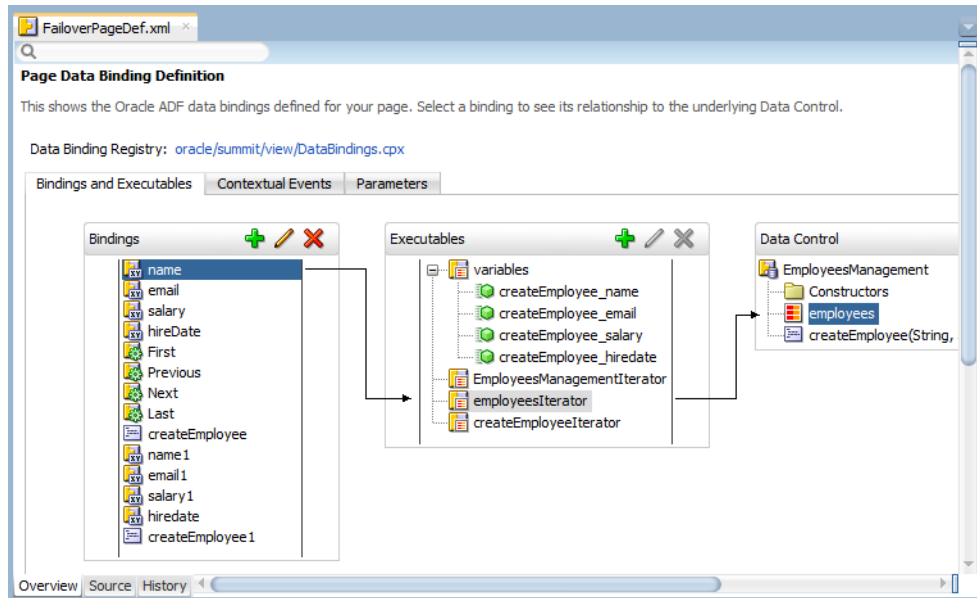 FailoverPageDef.xml
Page Data Binding Definition
This shows the Oracle ADF data bindings defined for your page. Select a binding to see its relationship to the underlying Data Control.
Data Binding Registry: oracle/summit/view/DataBindings.cpx
Bindings and Executables Contextual Events Parameters
Bindings
name
email
salary
hireDate
First
Previous
Next
Last
createEmployee
name1
email1
salary1
hiredate
createEmployee1
Executables
variables
createEmployee_name
createEmployee_email
createEmployee_salary
createEmployee_hiredate
EmployeesManagementIterator
employeesIterator
createEmployeeIterator
Data Control
EmployeesManagement
Constructors
employees
createEmployee(String,
Overview Source History